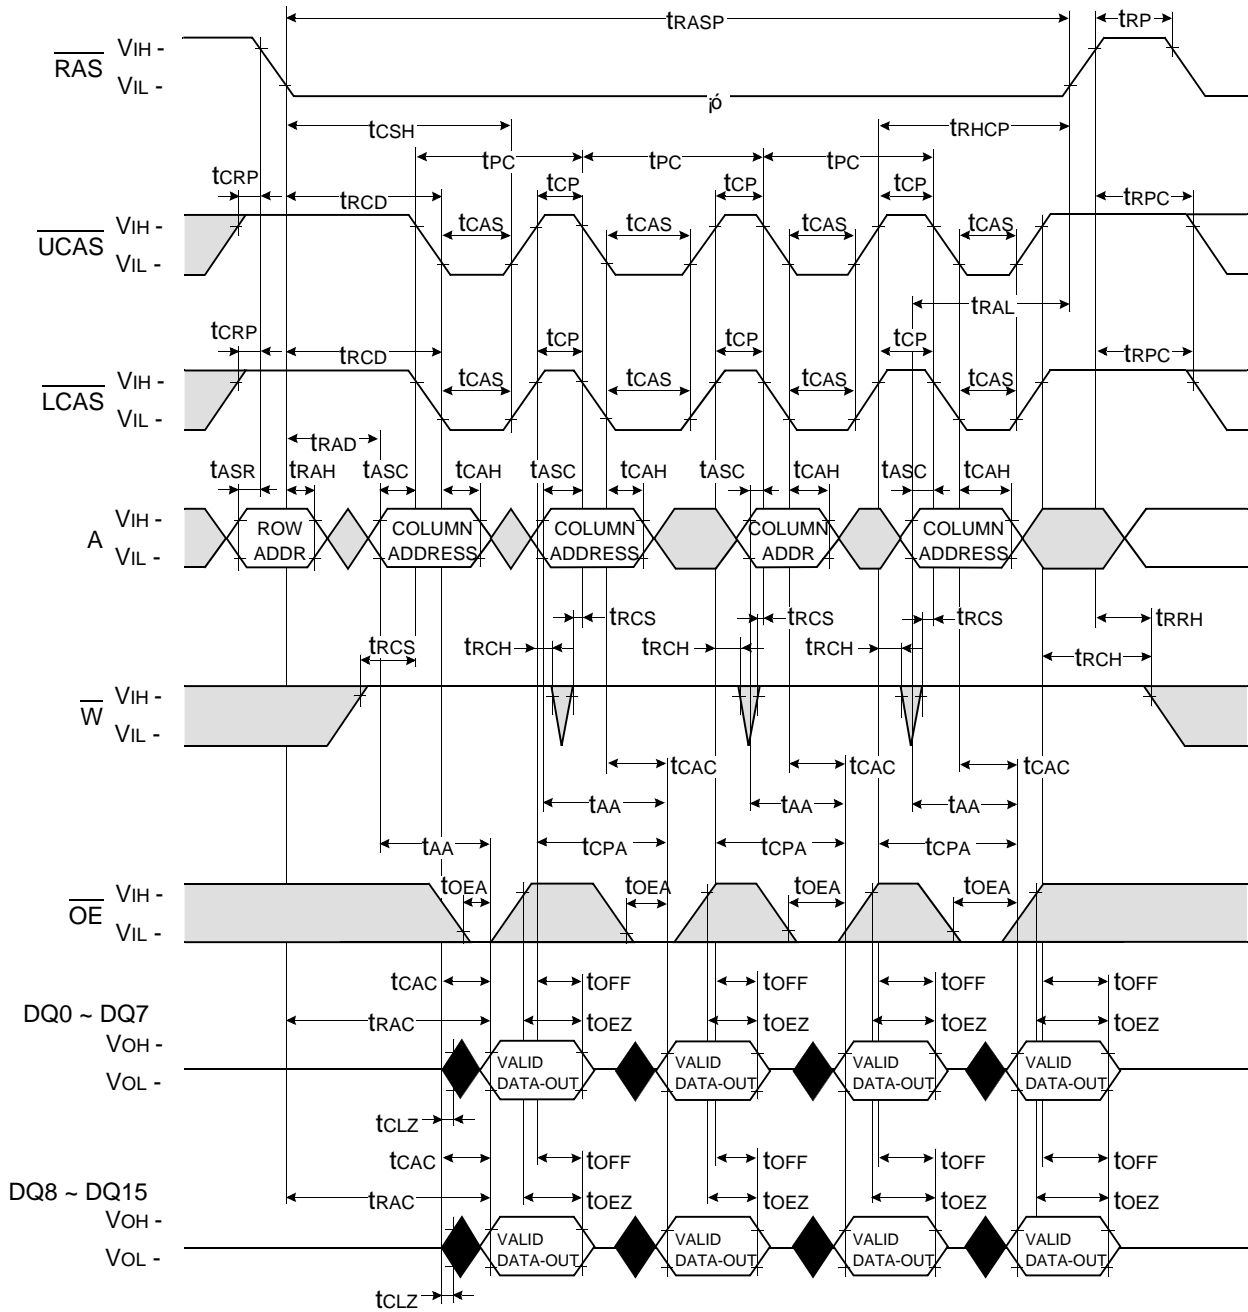 tRASP tRP
RAS VIH -
VIL -
¡ó
tCSH tRHCP
tPC tPC tPC
tCRP tCP tCP tCP
tRCD tRPC
UCAS VIH - tCAS tCAS tCAS tCAS
VIL -
tRAL
tCRP tCP tCP tCP
tRCD tRPC
LCAS VIH - tCAS tCAS tCAS tCAS
VIL -
tRAD
tASR tRAH tASC tCAH tASC tCAH tASC tCAH tASC tCAH
A VIH - ROW COLUMN COLUMN COLUMN COLUMN
VIL - ADDR ADDRESS ADDRESS ADDR ADDRESS
tRCS tRCS tRCS tRRH
tRCS tRCH tRCH tRCH tRCH
W VIH -
VIL -
tCAC tCAC tCAC
tAA tAA tAA
tAA tCPA tCPA tCPA
tOEA tOEA tOEA tOEA
OE VIH -
VIL -
tCAC tOFF tOFF tOFF tOFF
DQ0 ~ DQ7 tRAC tOEZ tOEZ tOEZ tOEZ
VOH - VALID VALID VALID VALID
VOL - DATA-OUT DATA-OUT DATA-OUT DATA-OUT
tCLZ
tCAC tOFF tOFF tOFF tOFF
DQ8 ~ DQ15 tRAC tOEZ tOEZ tOEZ tOEZ
VOH - VALID VALID VALID VALID
VOL - DATA-OUT DATA-OUT DATA-OUT DATA-OUT
tCLZ